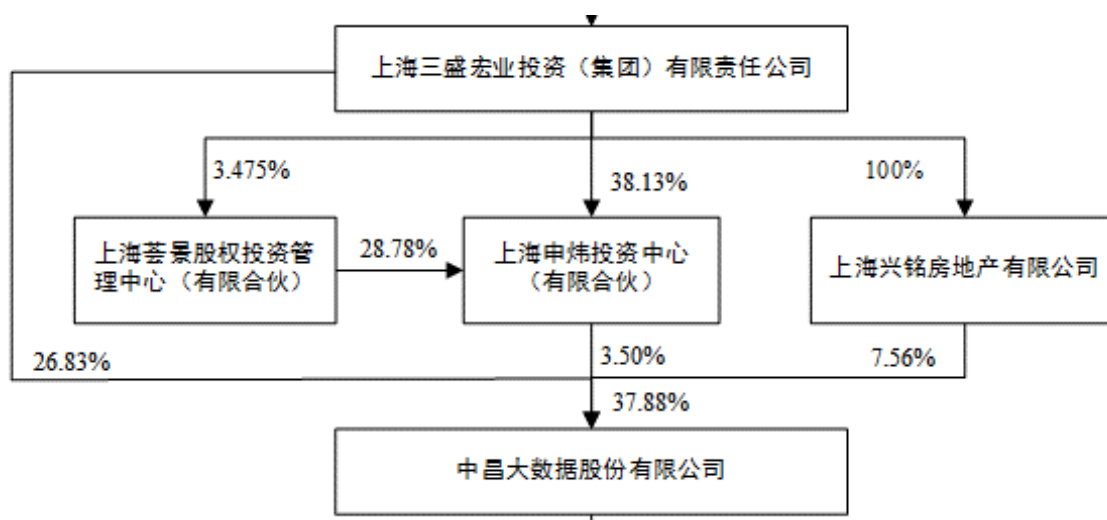 上海三盛宏业投资（集团）有限责任公司
3.475%
38.13%
100%
上海荟景股权投资管
理中心（有限合伙）
28.78%
上海申炜投资中心
（有限合伙）
上海兴铭房地产有限公司
26.83%
3.50%
7.56%
37.88%
中昌大数据股份有限公司